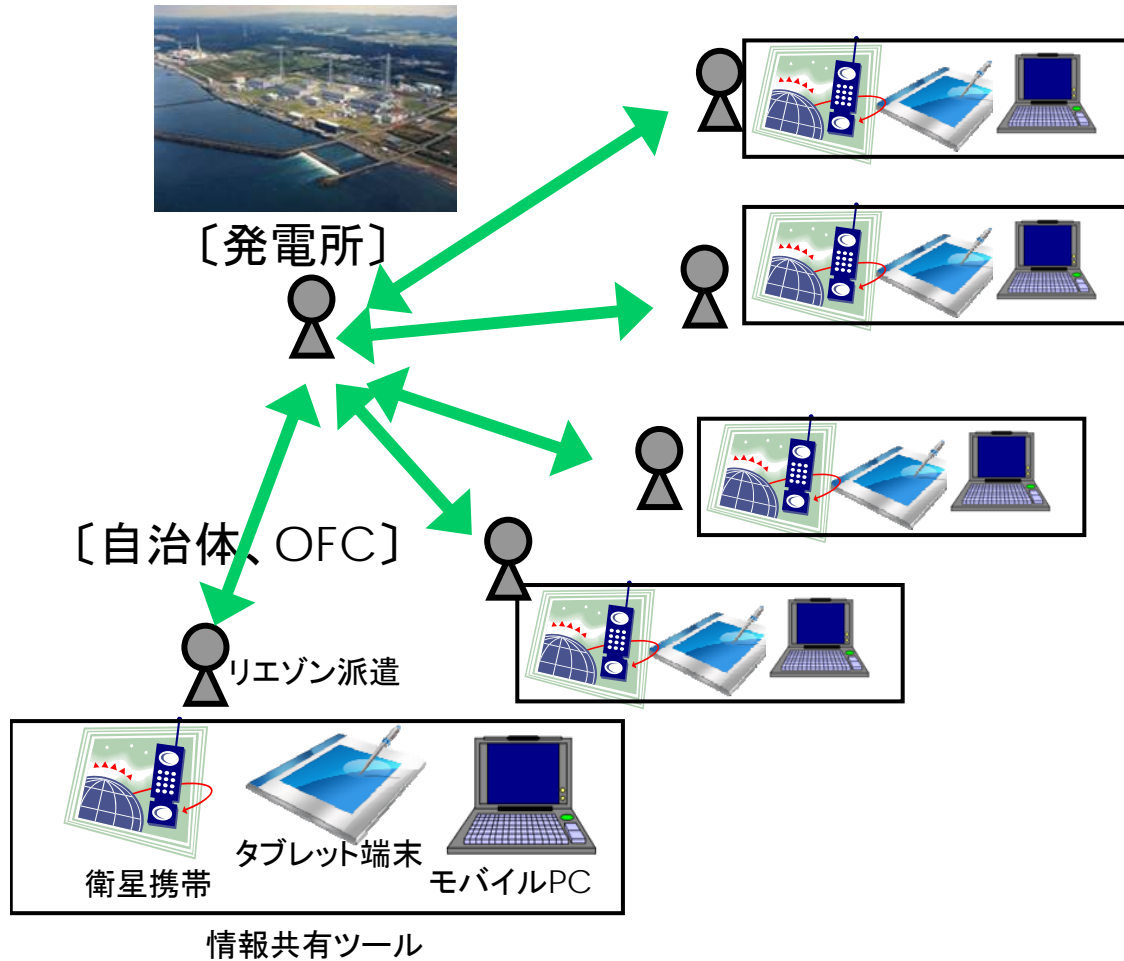 〔発電所〕
〔自治体、OFC〕
リエゾン派遣
衛星携帯
タブレット端末
モバイルPC
情報共有ツール